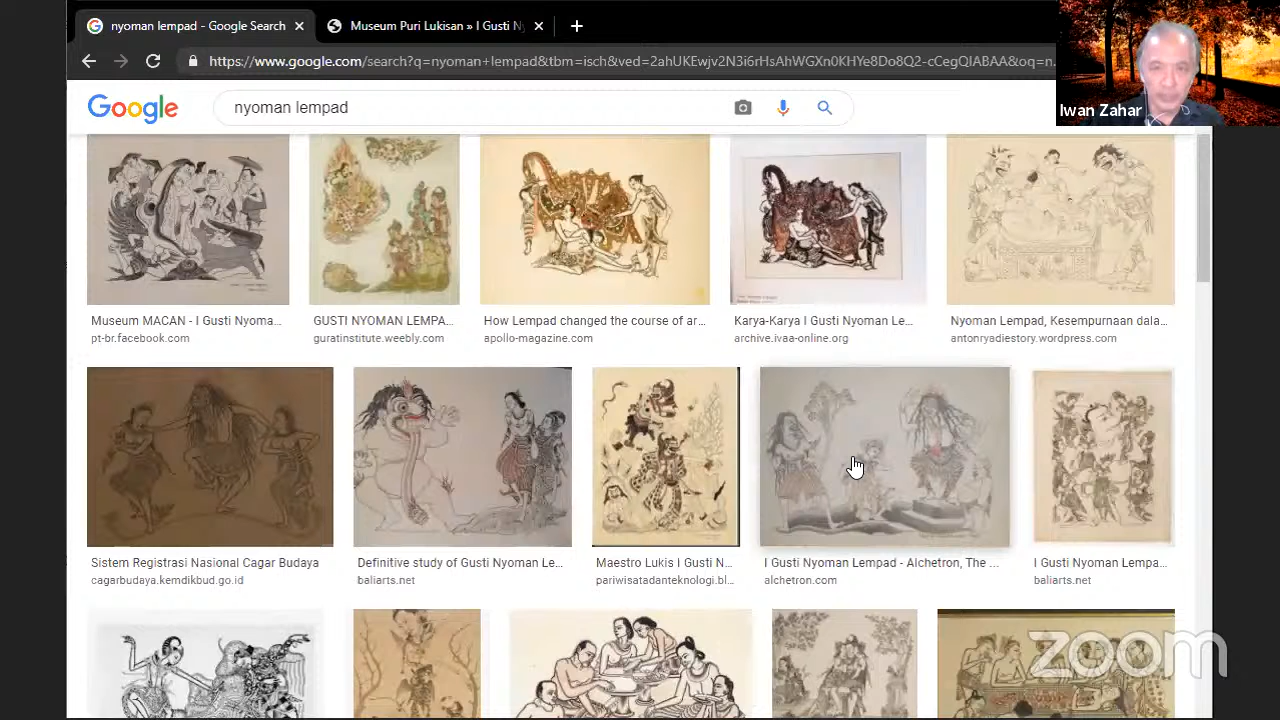 nyoman lempad - Google Search
Museum Puri Lukisan » I Gusti Ny
https://www.google.com/search?q=nyoman+lempad&tbm=isch&ved=2ahUKEwjv2N3i6rHsAhWGXn0KHYe8Do8Q2-cCegQIABAA&oq=n.
Iwan Zahar
Google
nyoman lempad
Museum MACAN - I Gusti Nyoma...
GUSTI NYOMAN LEMPA...
How Lempad changed the course of ar...
Karya-Karya I Gusti Nyoman Le...
Nyoman Lempad, Kesempurnaan dala...
pt-br.facebook.com
guratinstitute.weebly.com
apollo-magazine.com
archive.ivaa-online.org
antonryadiestory.wordpress.com
Sistem Registrasi Nasional Cagar Budaya
Definitive study of Gusti Nyoman Le...
Maestro Lukis I Gusti N...
I Gusti Nyoman Lempad - Alchetron, The ...
I Gusti Nyoman Lempa...
cagarbudaya.kemdikbud.go.id
baliarts.net
pariwisatadanteknologi.bl...
alchetron.com
baliarts.net
zoom